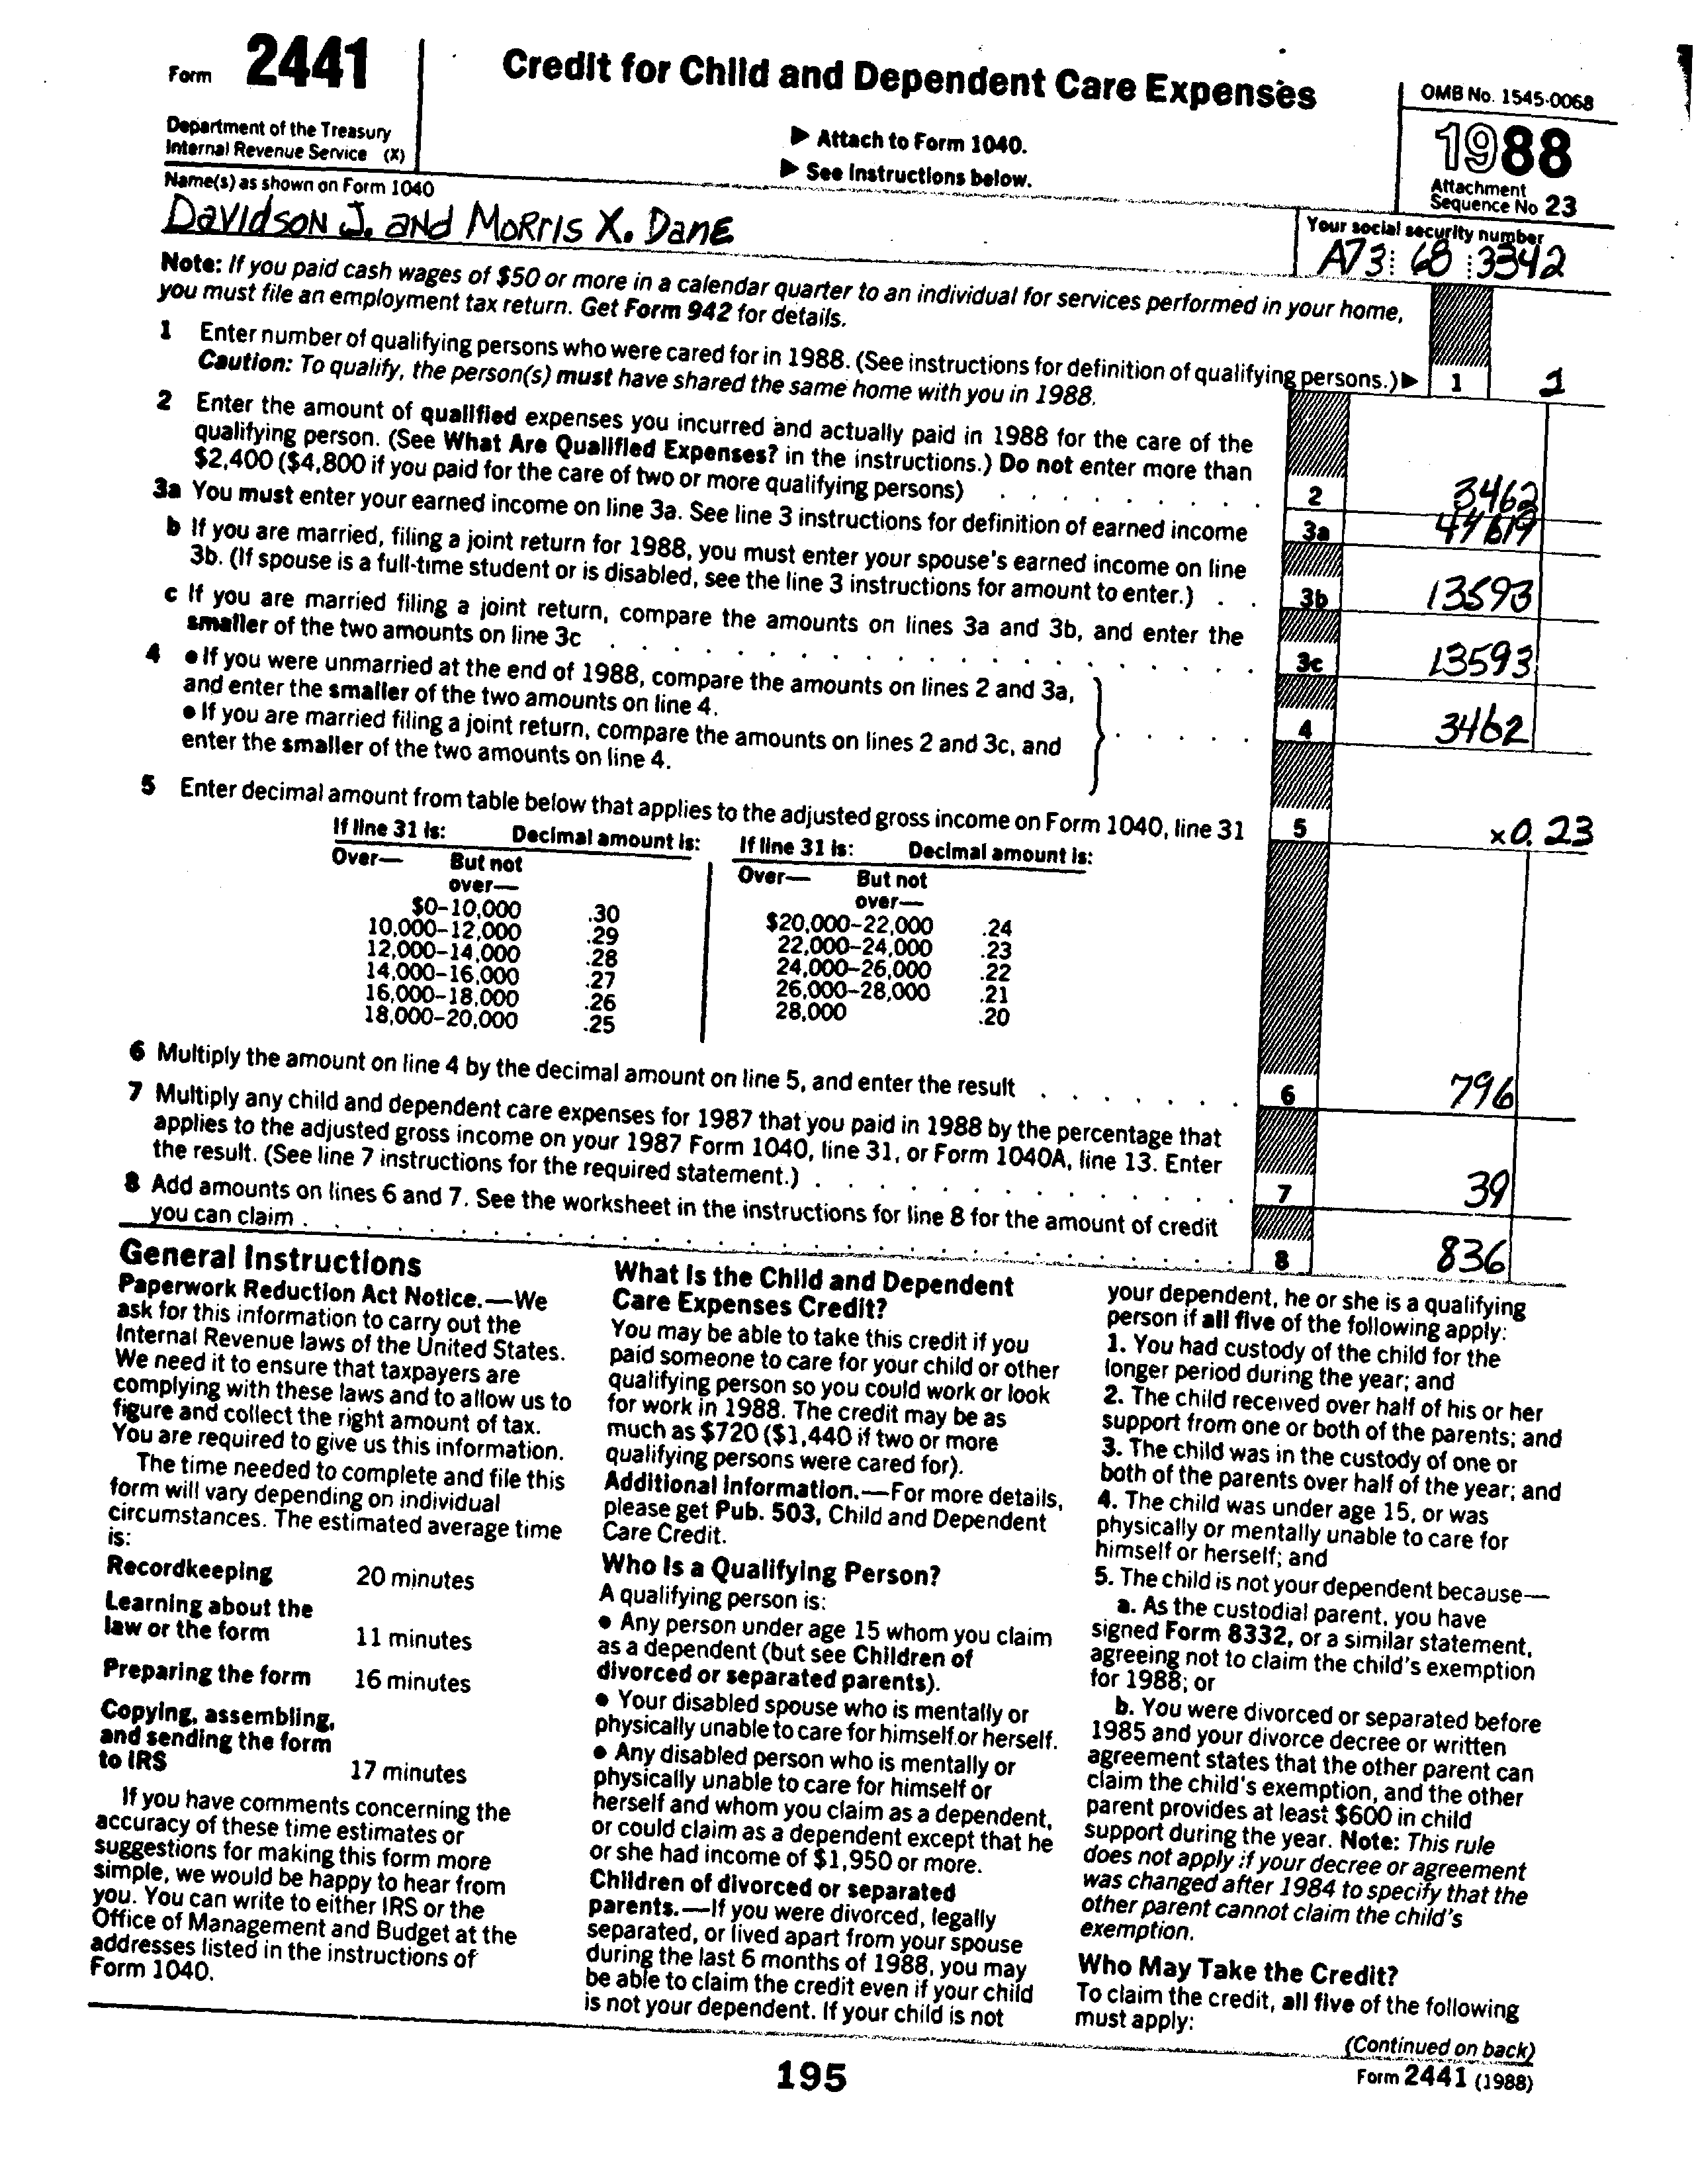 Form 2441
Credit for Child and Dependent Care Expenses
OMB No. 1545-0068
1988
Department of the Treasury
Internal Revenue Service (X)
▶ Attach to Form 1040.
▶ See Instructions below.
Attachment
Sequence No 23
Name(s) as shown on Form 1040
Davidson J. and Morris X. Dane
Your social security number
A73: 68 :3342
Note: If you paid cash wages of $50 or more in a calendar quarter to an individual for services performed in your home,
you must file an employment tax return. Get Form 942 for details.
1 Enter number of qualifying persons who were cared for in 1988. (See instructions for definition of qualifying persons.)▶ 1 1
Caution: To qualify, the person(s) must have shared the same home with you in 1988.
2 Enter the amount of qualified expenses you incurred and actually paid in 1988 for the care of the
qualifying person. (See What Are Qualified Expenses? in the instructions.) Do not enter more than
$2,400 ($4,800 if you paid for the care of two or more qualifying persons) . . . . . . . . . 2 3462
3a You must enter your earned income on line 3a. See line 3 instructions for definition of earned income 3a
b If you are married, filing a joint return for 1988, you must enter your spouse's earned income on line
3b. (If spouse is a full-time student or is disabled, see the line 3 instructions for amount to enter.) . . 3b 13593
c If you are married filing a joint return, compare the amounts on lines 3a and 3b, and enter the
smaller of the two amounts on line 3c . . . . . . . . . . . . . . . . . . . 3c 13593
4 ● If you were unmarried at the end of 1988, compare the amounts on lines 2 and 3a,
and enter the smaller of the two amounts on line 4.
● If you are married filing a joint return, compare the amounts on lines 2 and 3c, and
enter the smaller of the two amounts on line 4. . . . . . 4 3462
5 Enter decimal amount from table below that applies to the adjusted gross income on Form 1040, line 31 5 x0.23
If line 31 is: Decimal amount is: If line 31 is: Decimal amount is:
Over— But not over— Over— But not over—
$0–10,000 .30 $20,000–22,000 .24
10,000–12,000 .29 22,000–24,000 .23
12,000–14,000 .28 24,000–26,000 .22
14,000–16,000 .27 26,000–28,000 .21
16,000–18,000 .26 28,000 .20
18,000–20,000 .25
6 Multiply the amount on line 4 by the decimal amount on line 5, and enter the result . . . . . . . 6 796
7 Multiply any child and dependent care expenses for 1987 that you paid in 1988 by the percentage that
applies to the adjusted gross income on your 1987 Form 1040, line 31, or Form 1040A, line 13. Enter
the result. (See line 7 instructions for the required statement.) . . . . . . . . . . . . . 7 39
8 Add amounts on lines 6 and 7. See the worksheet in the instructions for line 8 for the amount of credit
you can claim . . . . . . . . . . . . . . . . . . . . . . . . . 8 836
General Instructions
Paperwork Reduction Act Notice.—We
ask for this information to carry out the
Internal Revenue laws of the United States.
We need it to ensure that taxpayers are
complying with these laws and to allow us to
figure and collect the right amount of tax.
You are required to give us this information.
The time needed to complete and file this
form will vary depending on individual
circumstances. The estimated average time
is:
Recordkeeping 20 minutes
Learning about the
law or the form 11 minutes
Preparing the form 16 minutes
Copying, assembling,
and sending the form
to IRS 17 minutes
If you have comments concerning the
accuracy of these time estimates or
suggestions for making this form more
simple, we would be happy to hear from
you. You can write to either IRS or the
Office of Management and Budget at the
addresses listed in the instructions of
Form 1040.
What Is the Child and Dependent
Care Expenses Credit?
You may be able to take this credit if you
paid someone to care for your child or other
qualifying person so you could work or look
for work in 1988. The credit may be as
much as $720 ($1,440 if two or more
qualifying persons were cared for).
Additional Information.—For more details,
please get Pub. 503, Child and Dependent
Care Credit.
Who Is a Qualifying Person?
A qualifying person is:
● Any person under age 15 whom you claim
as a dependent (but see Children of
divorced or separated parents).
● Your disabled spouse who is mentally or
physically unable to care for himself or herself.
● Any disabled person who is mentally or
physically unable to care for himself or
herself and whom you claim as a dependent,
or could claim as a dependent except that he
or she had income of $1,950 or more.
Children of divorced or separated
parents.—If you were divorced, legally
separated, or lived apart from your spouse
during the last 6 months of 1988, you may
be able to claim the credit even if your child
is not your dependent. If your child is not
your dependent, he or she is a qualifying
person if all five of the following apply:
1. You had custody of the child for the
longer period during the year; and
2. The child received over half of his or her
support from one or both of the parents; and
3. The child was in the custody of one or
both of the parents over half of the year; and
4. The child was under age 15, or was
physically or mentally unable to care for
himself or herself; and
5. The child is not your dependent because—
a. As the custodial parent, you have
signed Form 8332, or a similar statement,
agreeing not to claim the child's exemption
for 1988; or
b. You were divorced or separated before
1985 and your divorce decree or written
agreement states that the other parent can
claim the child's exemption, and the other
parent provides at least $600 in child
support during the year. Note: This rule
does not apply if your decree or agreement
was changed after 1984 to specify that the
other parent cannot claim the child's
exemption.
Who May Take the Credit?
To claim the credit, all five of the following
must apply:
(Continued on back)
195
Form 2441 (1988)